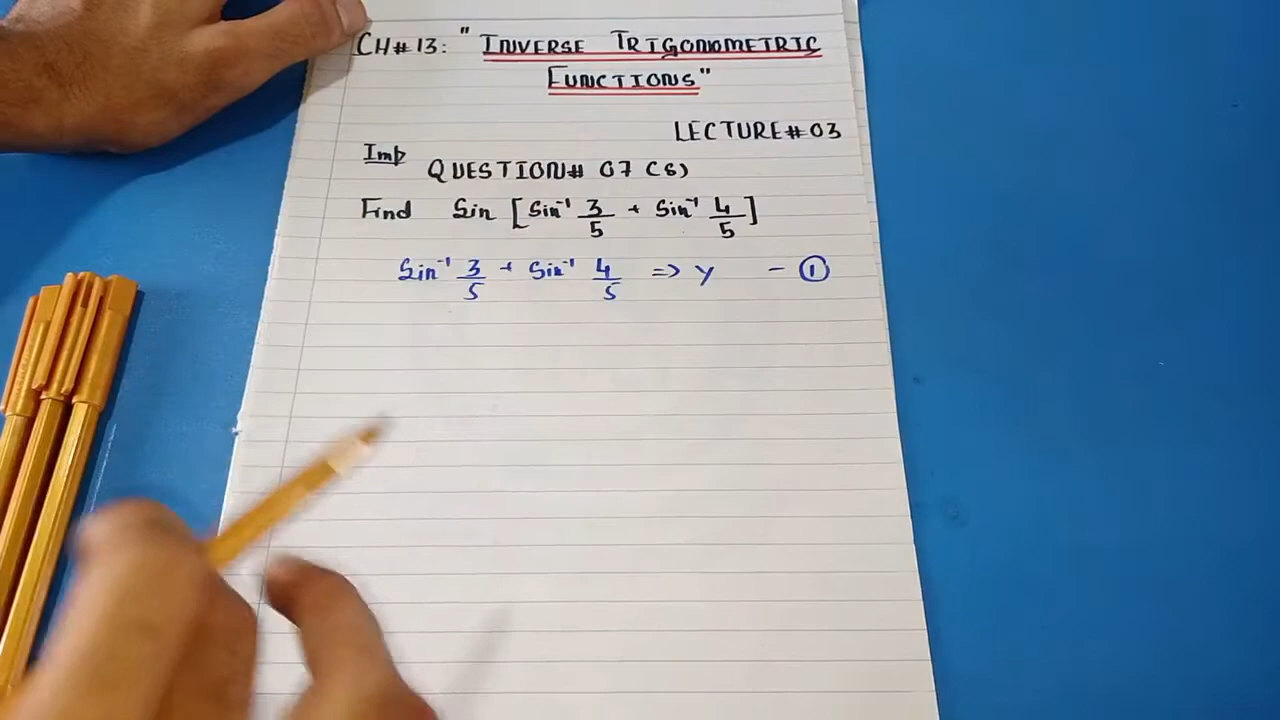 CH# 13: " INVERSE TRIGONOMETRIC
FUNCTIONS"
LECTURE# 03
Imp
QUESTION# 07 (6)
Find Sin [Sin⁻¹ 3/5 + Sin⁻¹ 4/5]
Sin⁻¹ 3/5 + Sin⁻¹ 4/5 => y - ①